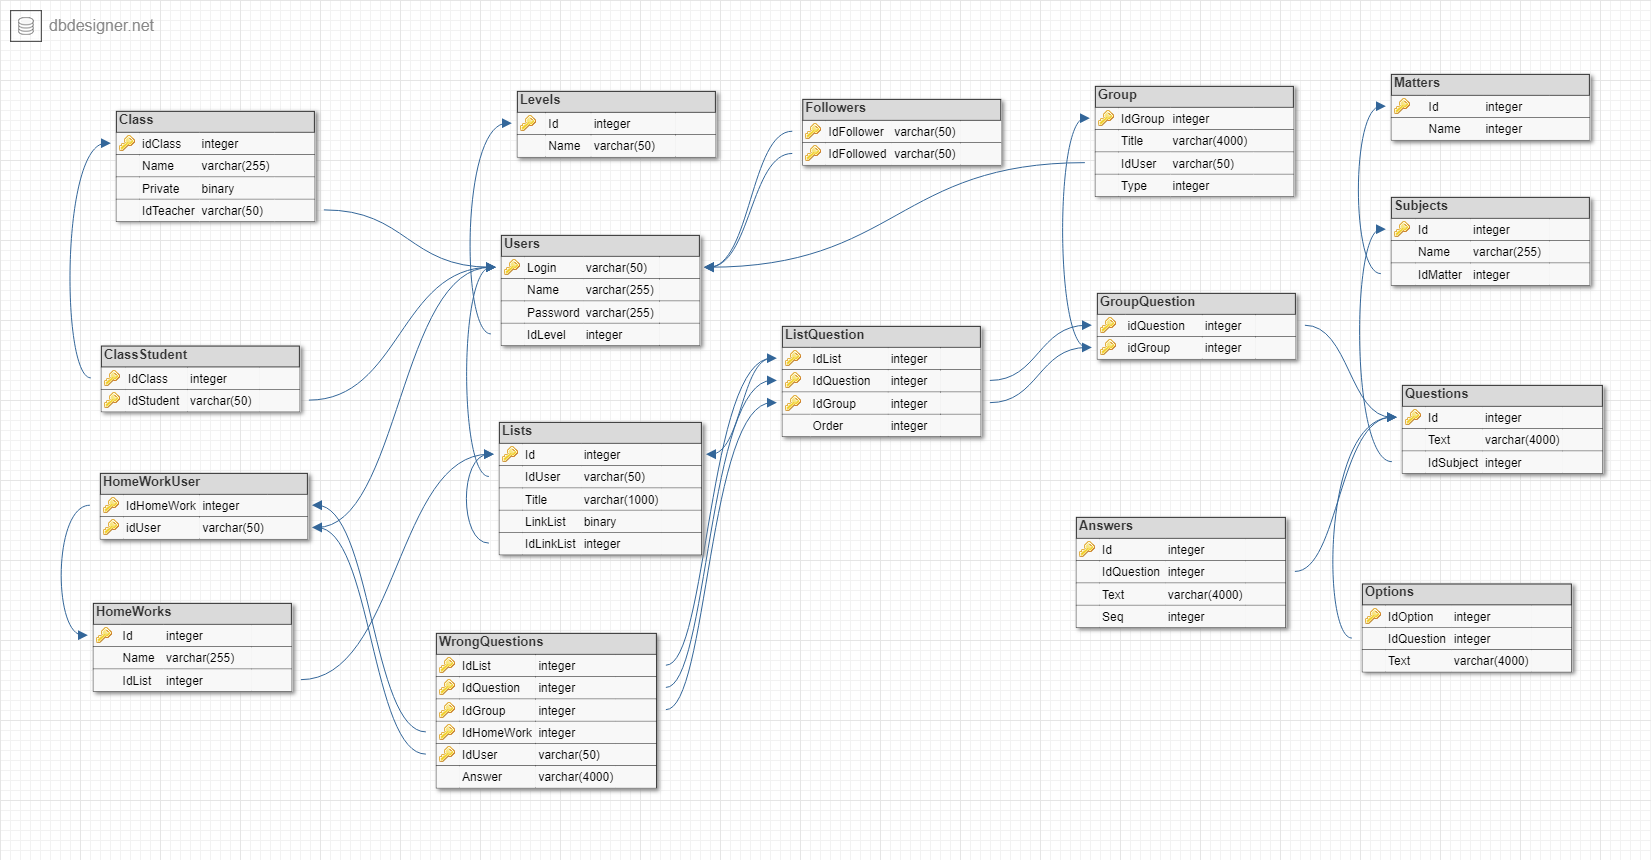 dbdesigner.net
Class
idClass integer
Name varchar(255)
Private binary
IdTeacher varchar(50)
Levels
Id integer
Name varchar(50)
Followers
IdFollower varchar(50)
IdFollowed varchar(50)
Group
IdGroup integer
Title varchar(4000)
IdUser varchar(50)
Type integer
Matters
Id integer
Name integer
Subjects
Id integer
Name varchar(255)
IdMatter integer
Users
Login varchar(50)
Name varchar(255)
Password varchar(255)
IdLevel integer
GroupQuestion
idQuestion integer
idGroup integer
ListQuestion
IdList integer
IdQuestion integer
IdGroup integer
Order integer
ClassStudent
IdClass integer
IdStudent varchar(50)
Questions
Id integer
Text varchar(4000)
IdSubject integer
Lists
Id integer
IdUser varchar(50)
Title varchar(1000)
LinkList binary
IdLinkList integer
HomeWorkUser
IdHomeWork integer
idUser varchar(50)
Answers
Id integer
IdQuestion integer
Text varchar(4000)
Seq integer
Options
IdOption integer
IdQuestion integer
Text varchar(4000)
HomeWorks
Id integer
Name varchar(255)
IdList integer
WrongQuestions
IdList integer
IdQuestion integer
IdGroup integer
IdHomeWork integer
IdUser varchar(50)
Answer varchar(4000)